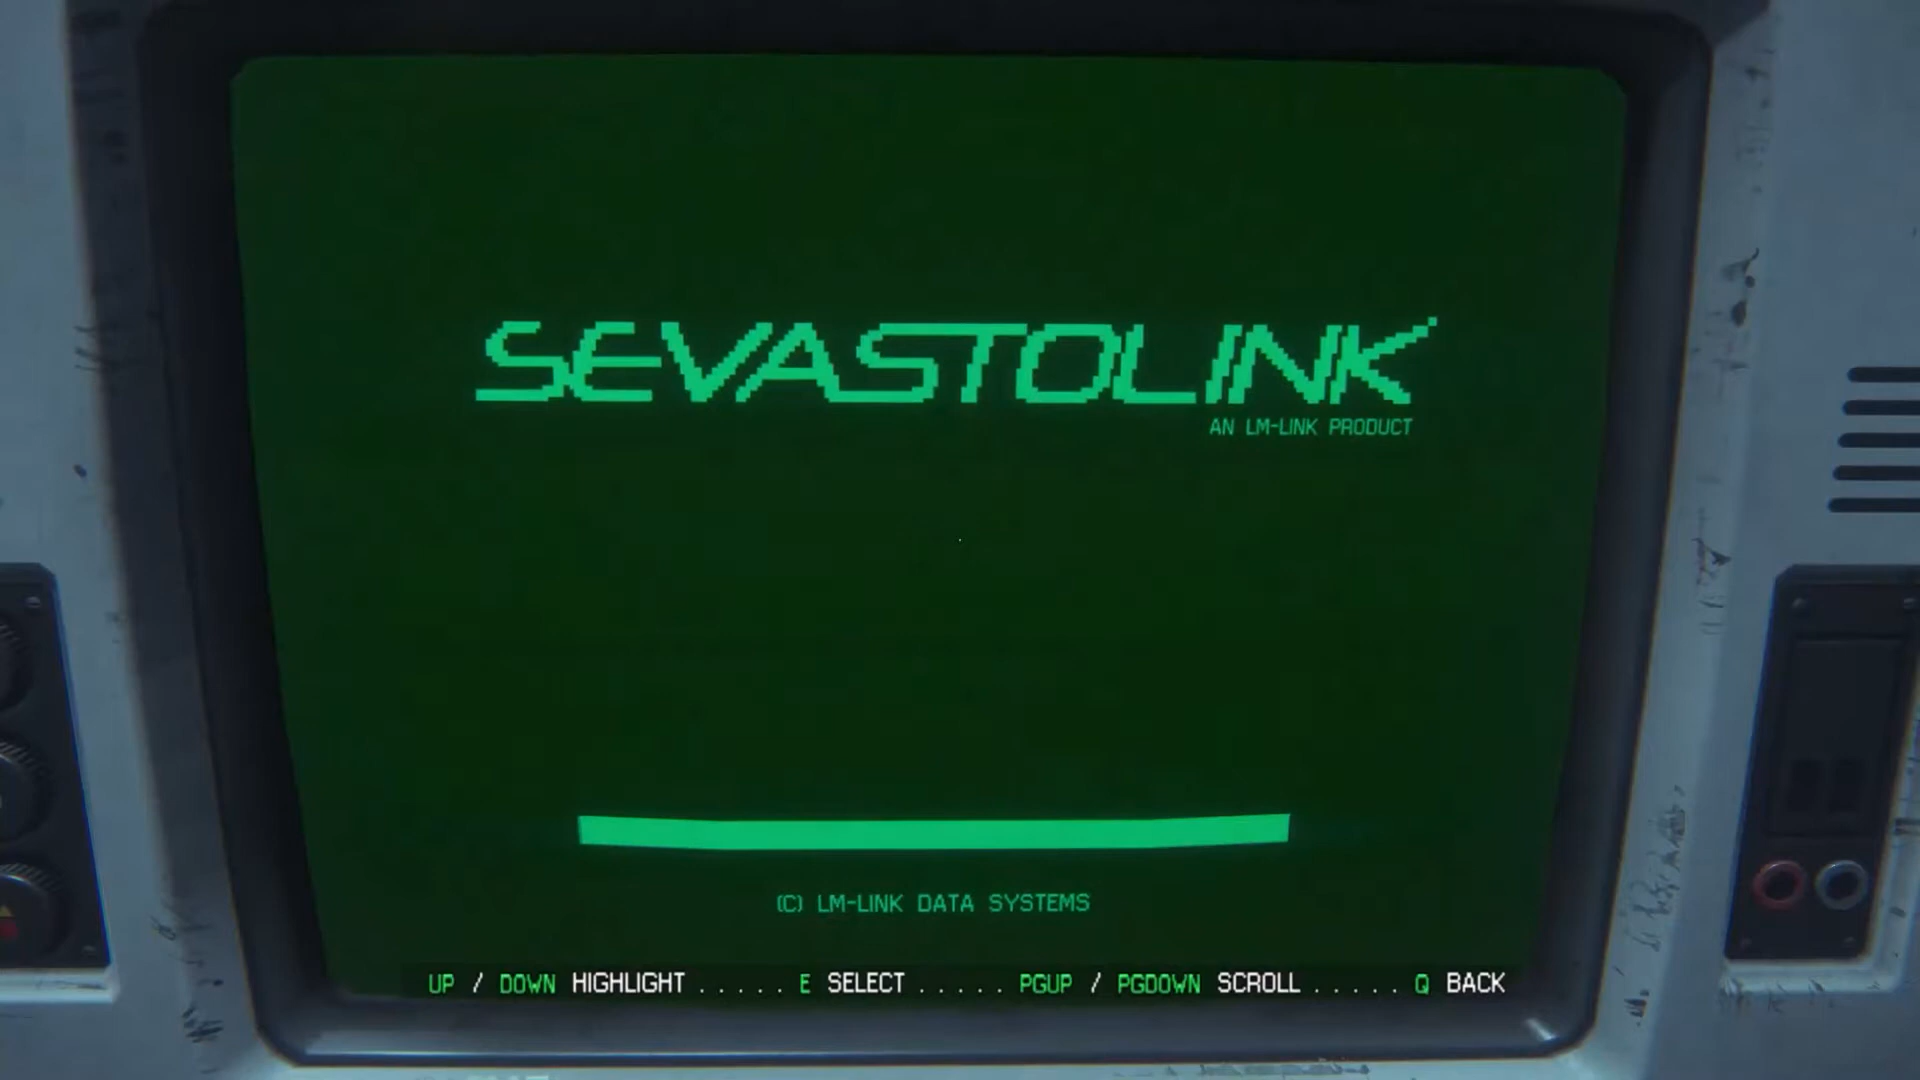 SEVASTOLINK
AN LM-LINK PRODUCT
(C) LM-LINK DATA SYSTEMS
UP / DOWN HIGHLIGHT ..... E SELECT ..... PGUP / PGDOWN SCROLL ..... Q BACK